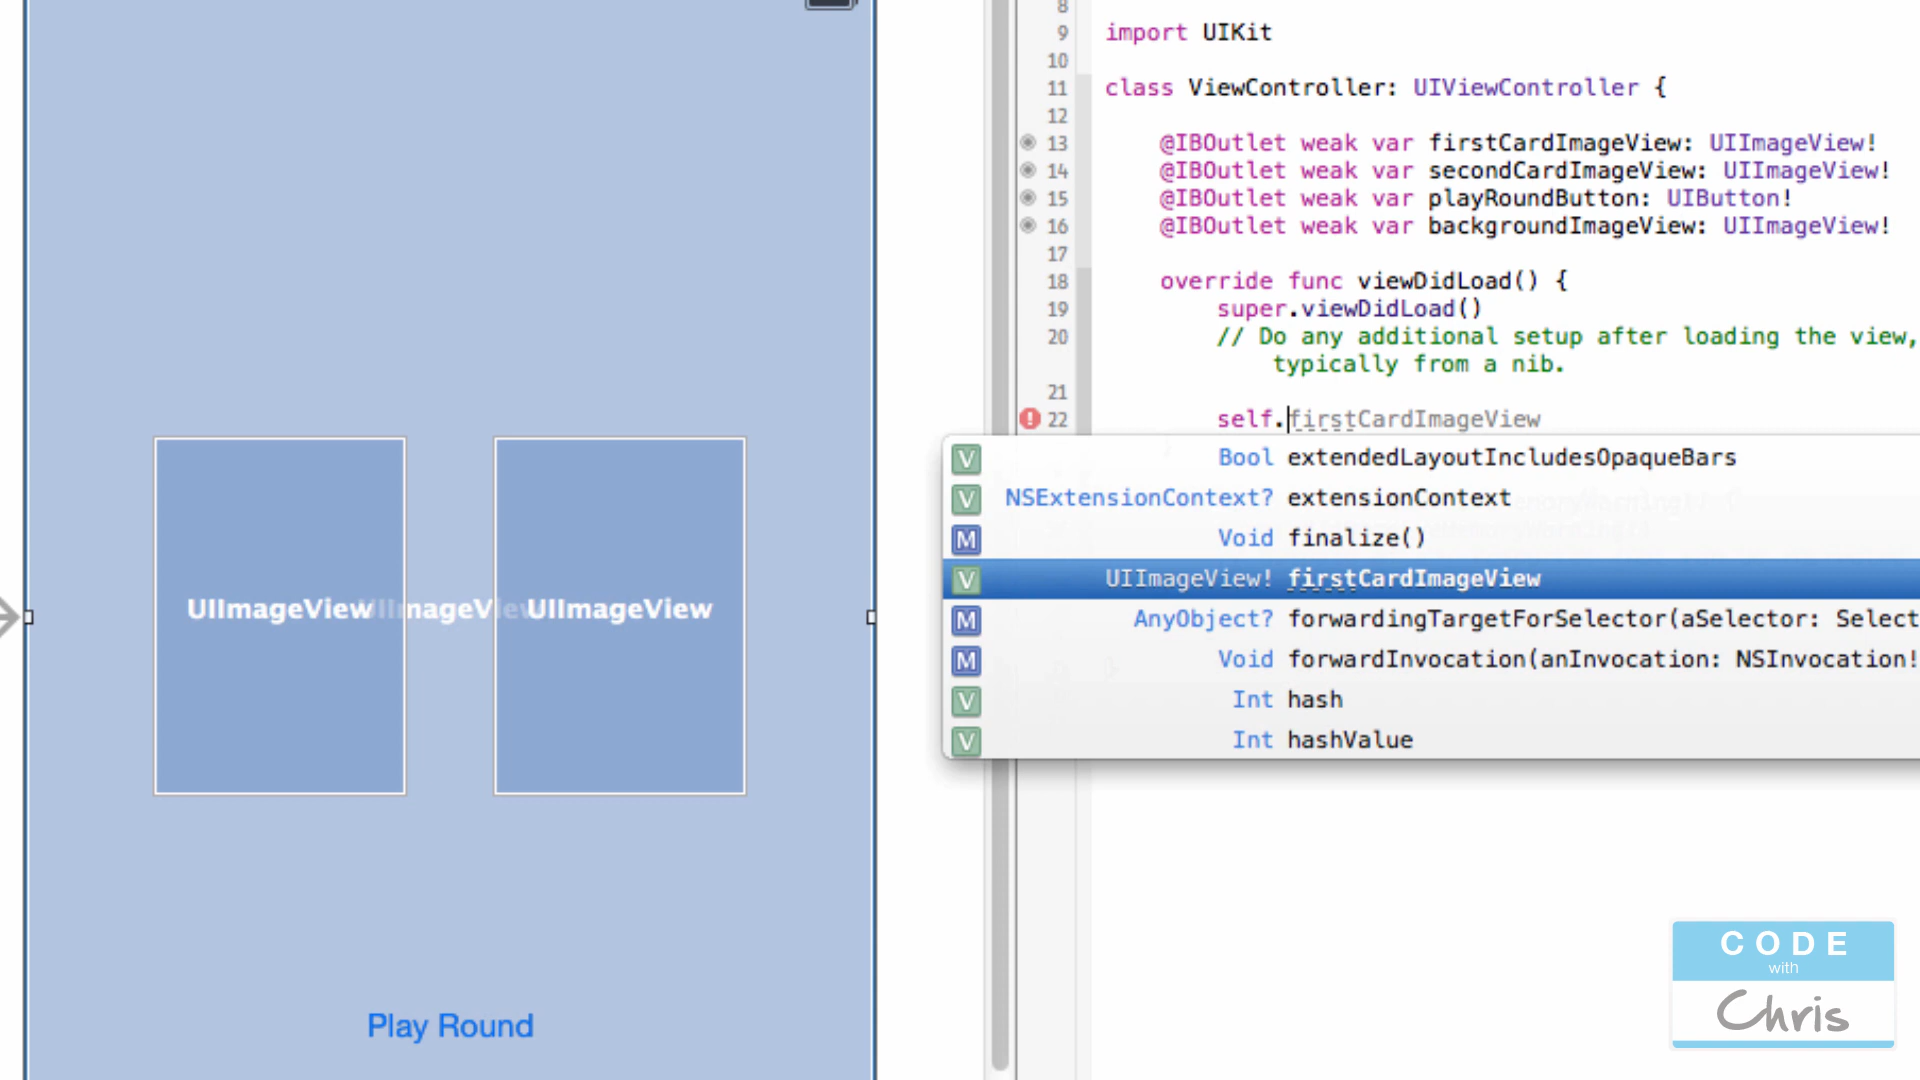 UIImageView UIImageView UIImageView
Play Round
8
9 import UIKit
10
11 class ViewController: UIViewController {
12
13 @IBOutlet weak var firstCardImageView: UIImageView!
14 @IBOutlet weak var secondCardImageView: UIImageView!
15 @IBOutlet weak var playRoundButton: UIButton!
16 @IBOutlet weak var backgroundImageView: UIImageView!
17
18 override func viewDidLoad() {
19 super.viewDidLoad()
20 // Do any additional setup after loading the view,
typically from a nib.
21
22 self.firstCardImageView
V Bool extendedLayoutIncludesOpaqueBars
V NSExtensionContext? extensionContext
M Void finalize()
V UIImageView! firstCardImageView
M AnyObject? forwardingTargetForSelector(aSelector: Select
M Void forwardInvocation(anInvocation: NSInvocation!
V Int hash
V Int hashValue
CODE
with
Chris